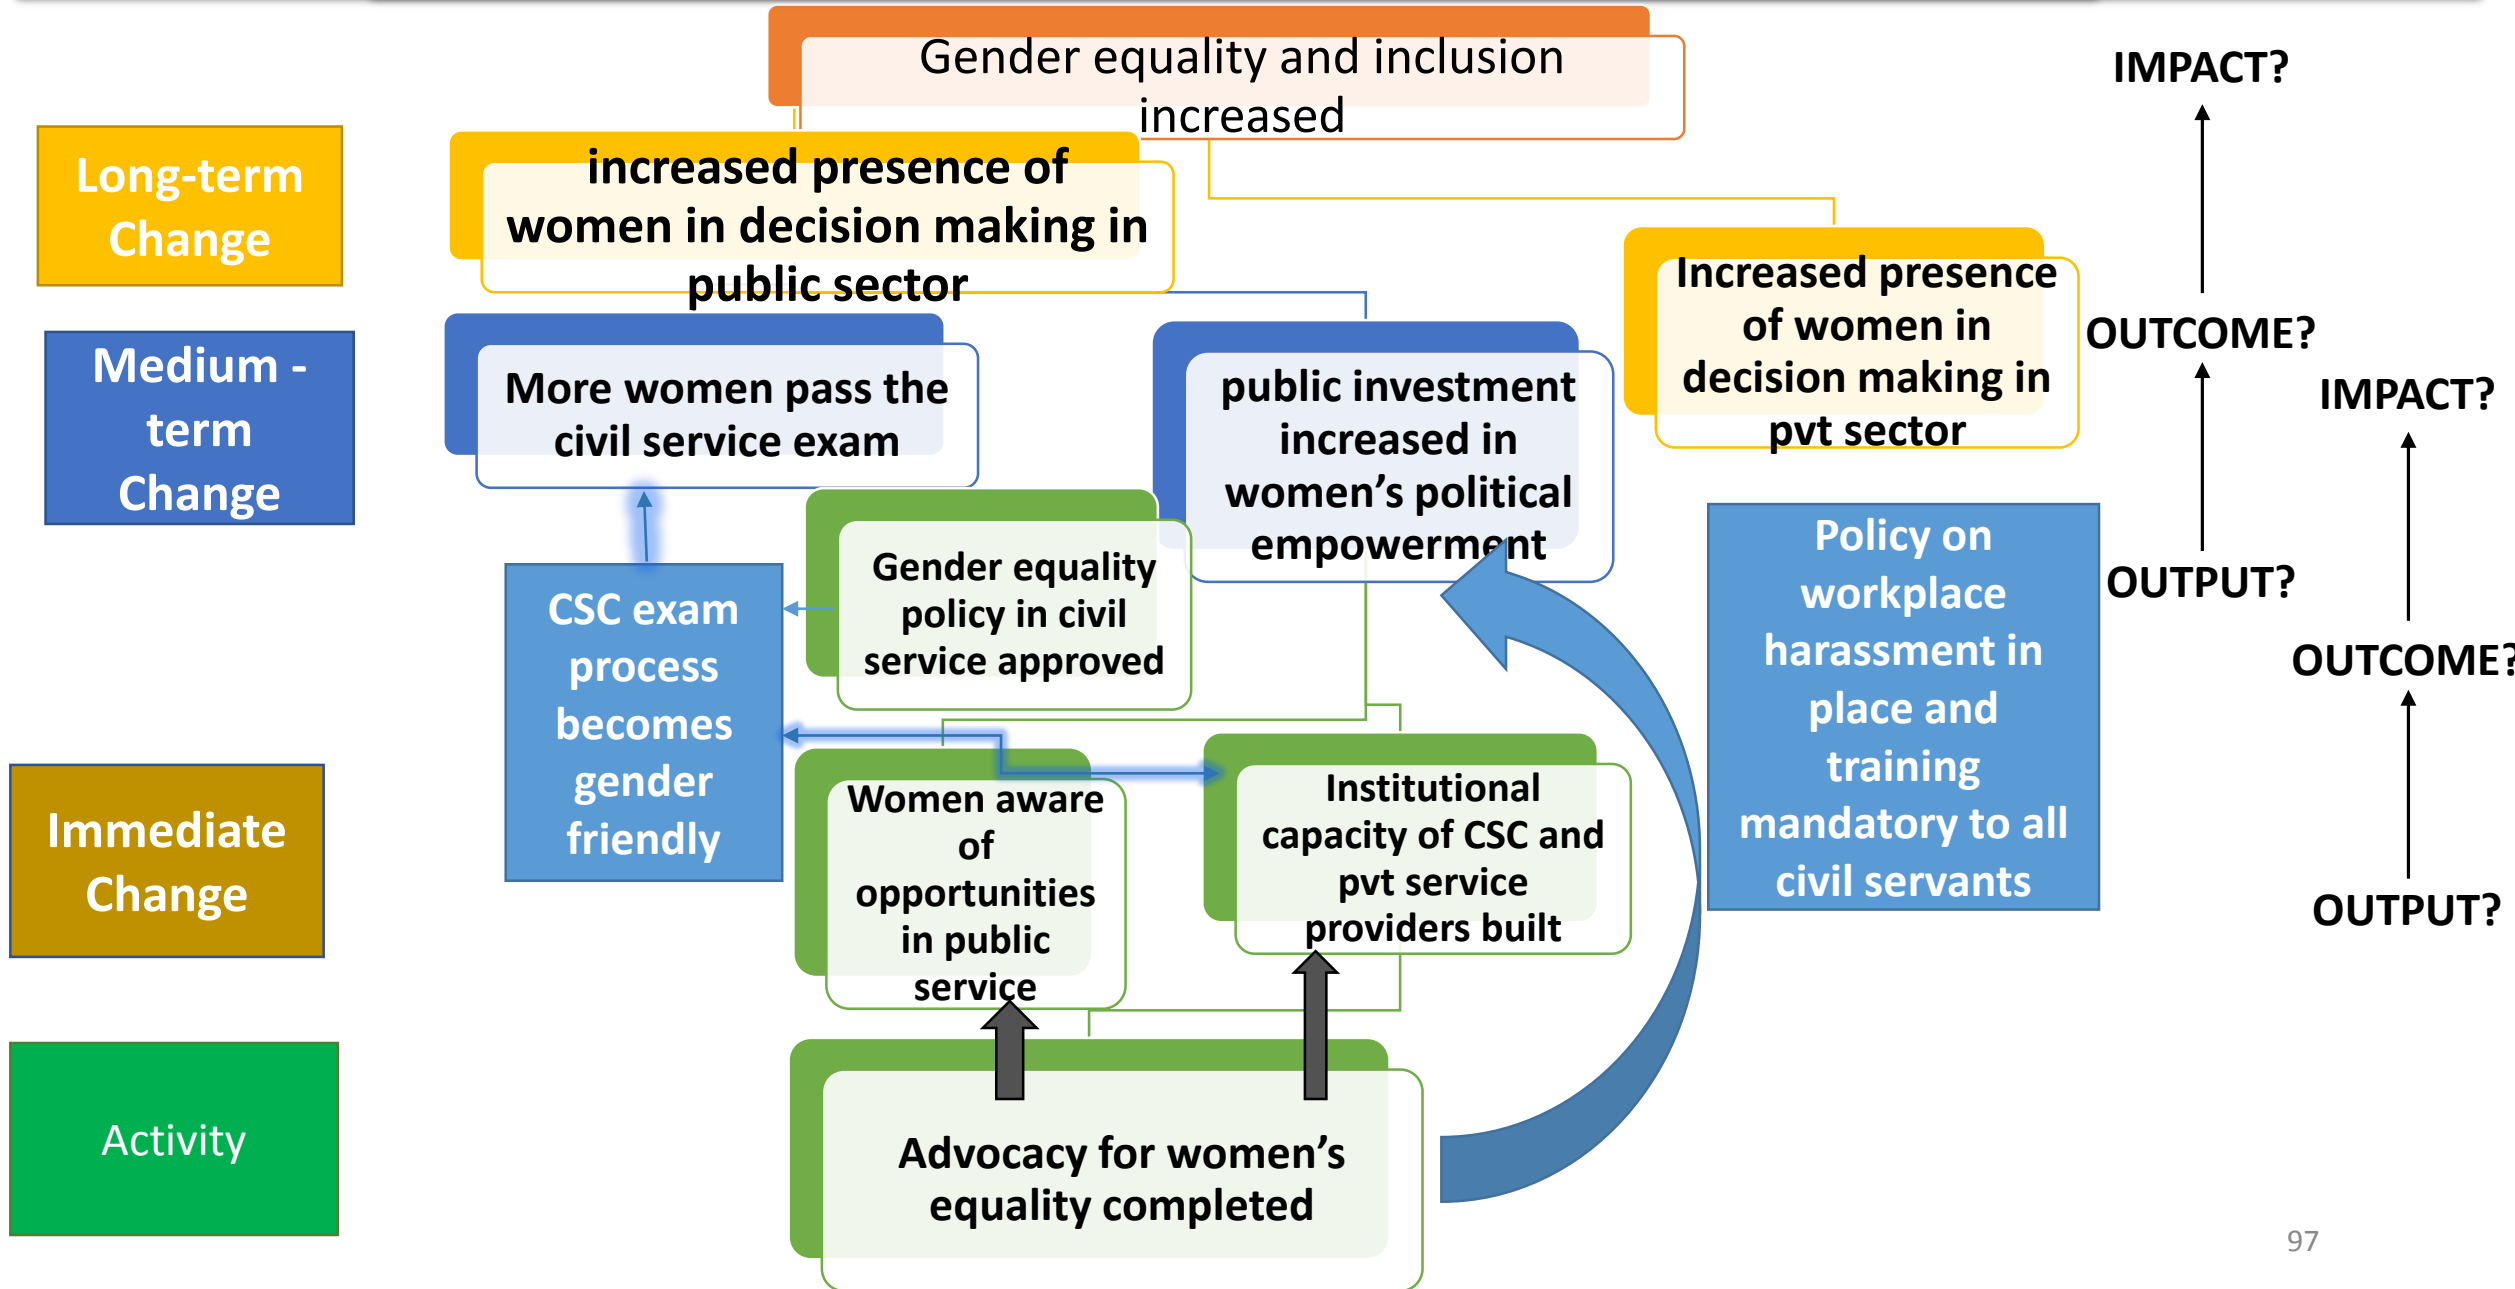 Gender equality and inclusion
increased
IMPACT?
Long-term
Change
increased presence of
women in decision making in
public sector
Increased presence
of women in
decision making in
pvt sector
OUTCOME?
IMPACT?
Medium -
term
Change
More women pass the
civil service exam
public investment
increased in
women’s political
empowerment
Policy on
workplace
harassment in
place and
training
mandatory to all
civil servants
OUTPUT?
OUTCOME?
OUTPUT?
CSC exam
process
becomes
gender
friendly
Gender equality
policy in civil
service approved
Immediate
Change
Women aware
of
opportunities
in public
service
Institutional
capacity of CSC and
pvt service
providers built
Activity
Advocacy for women’s
equality completed
97